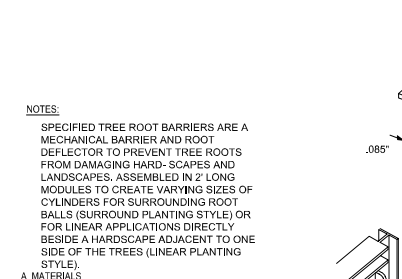 NOTES:
SPECIFIED TREE ROOT BARRIERS ARE A
MECHANICAL BARRIER AND ROOT
DEFLECTOR TO PREVENT TREE ROOTS
FROM DAMAGING HARD- SCAPES AND
LANDSCAPES. ASSEMBLED IN 2' LONG
MODULES TO CREATE VARYING SIZES OF
CYLINDERS FOR SURROUNDING ROOT
BALLS (SURROUND PLANTING STYLE) OR
FOR LINEAR APPLICATIONS DIRECTLY
BESIDE A HARDSCAPE ADJACENT TO ONE
SIDE OF THE TREES (LINEAR PLANTING
STYLE).
A. MATERIALS
.085"